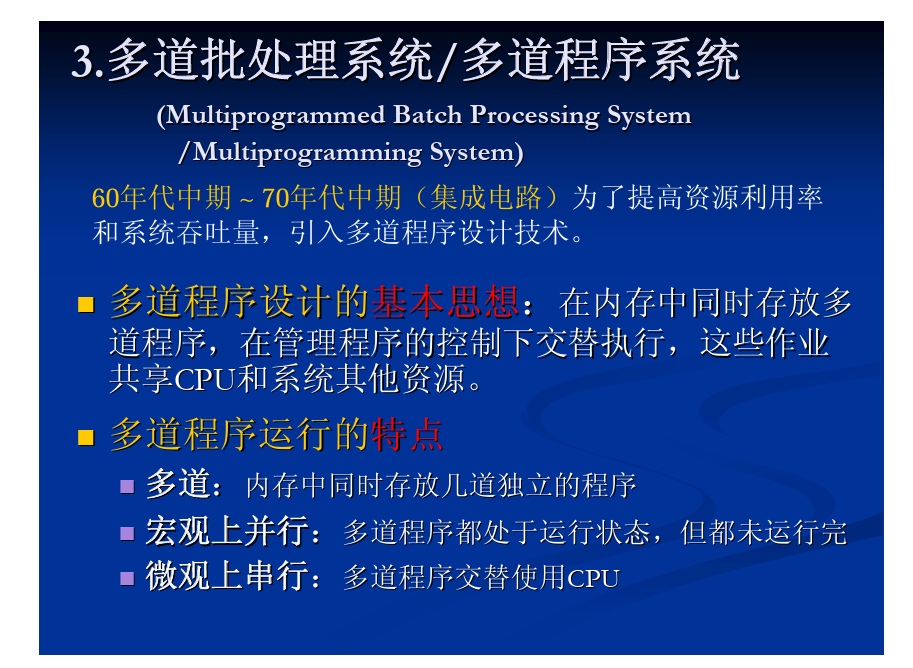 3.多道批处理系统/多道程序系统
(Multiprogrammed Batch Processing System
/Multiprogramming System)
60年代中期 ~ 70年代中期（集成电路）为了提高资源利用率
和系统吞吐量，引入多道程序设计技术。
多道程序设计的基本思想：在内存中同时存放多
道程序，在管理程序的控制下交替执行，这些作业
共享CPU和系统其他资源。
多道程序运行的特点
多道：内存中同时存放几道独立的程序
宏观上并行：多道程序都处于运行状态，但都未运行完
微观上串行：多道程序交替使用CPU